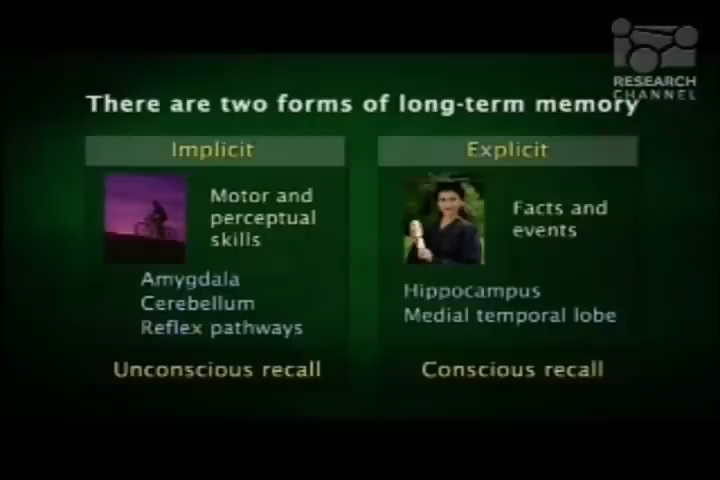 RESEARCH
CHANNEL
There are two forms of long-term memory
Implicit
Motor and
perceptual
skills
Amygdala
Cerebellum
Reflex pathways
Unconscious recall
Explicit
Facts and
events
Hippocampus
Medial temporal lobe
Conscious recall